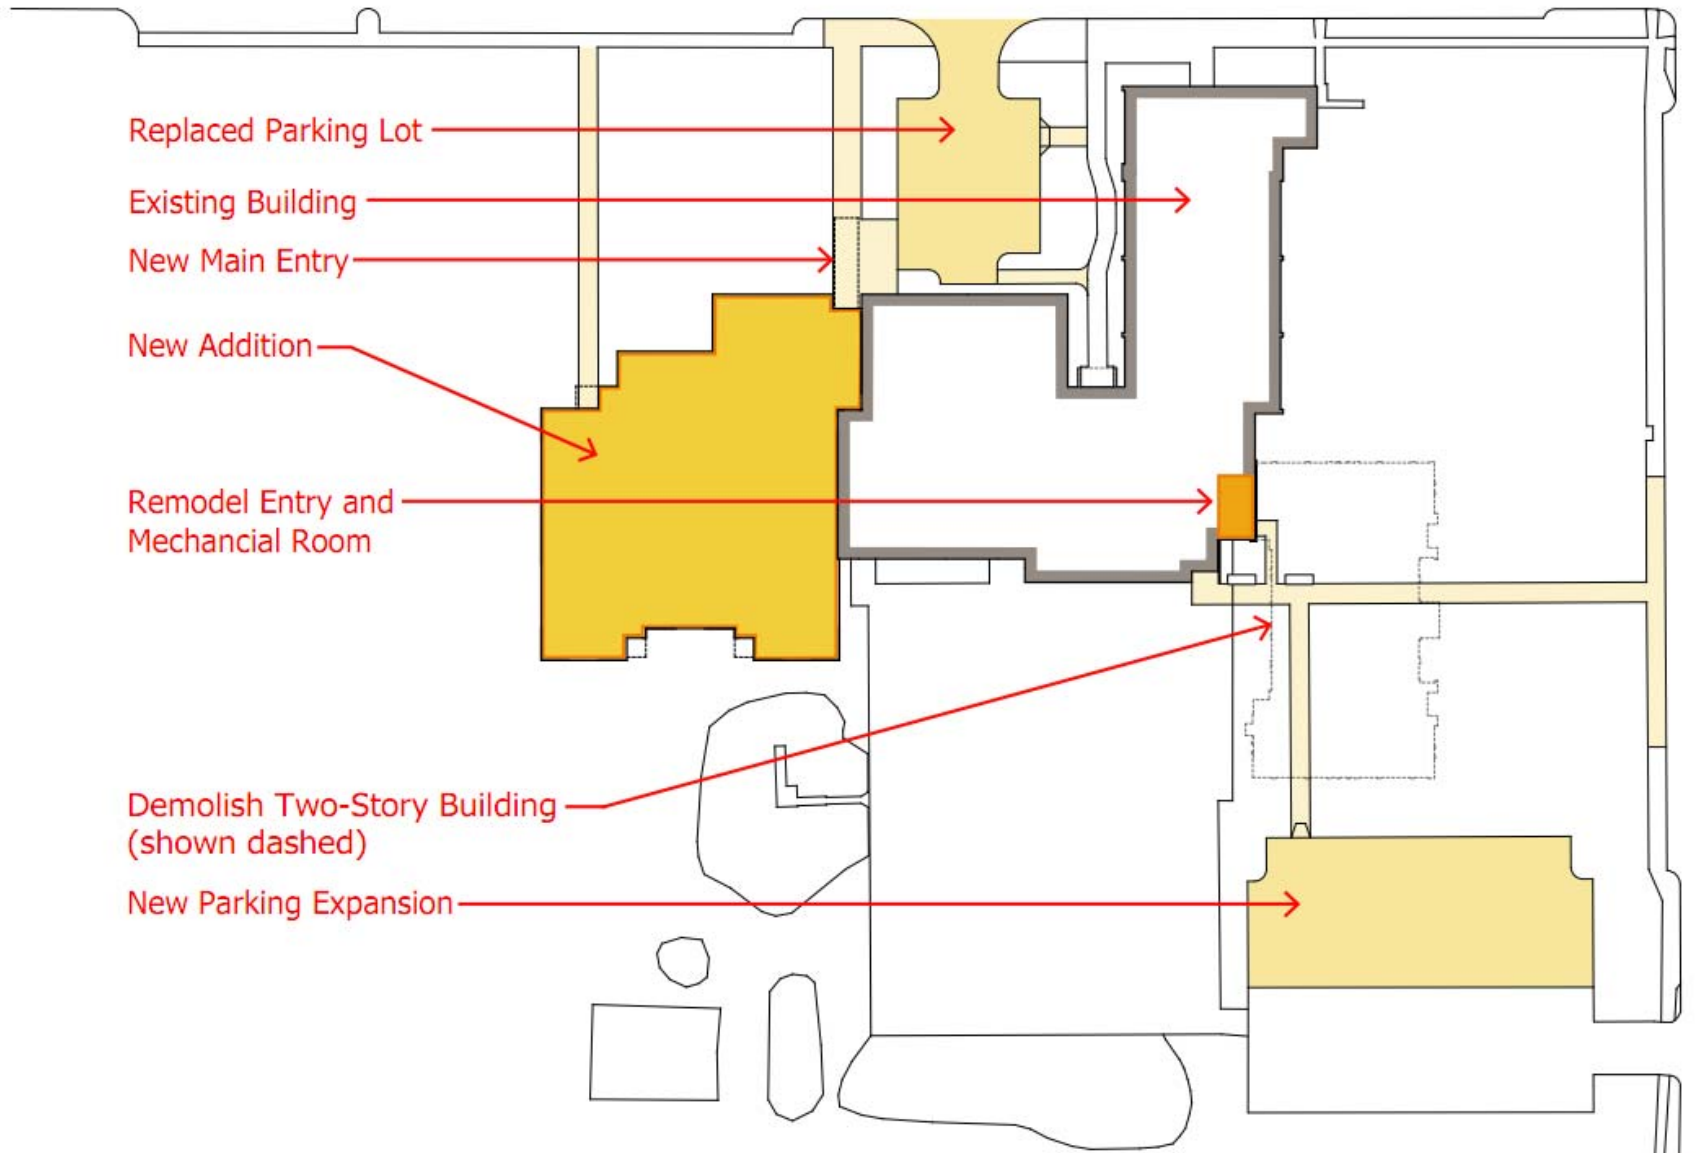 Replaced Parking Lot
Existing Building
New Main Entry
New Addition
Remodel Entry and
Mechancial Room
Demolish Two-Story Building
(shown dashed)
New Parking Expansion